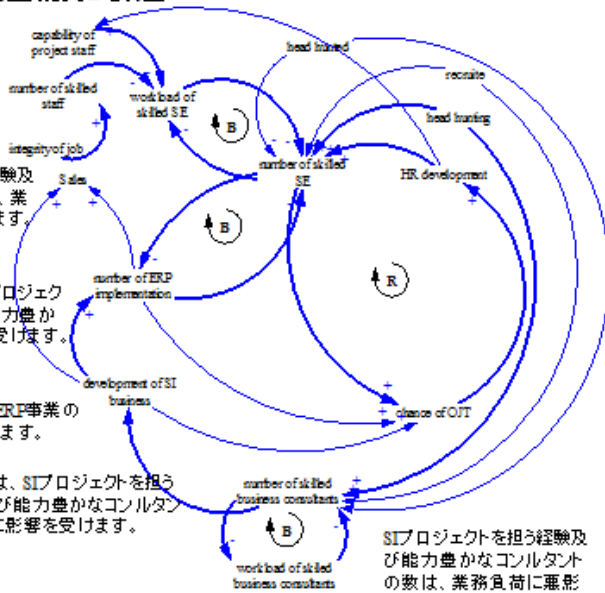 capability of
project staff
head hunted
recruite
number of skilled
staff
workload of
skilled SE
head hunting
B
integrity of job
number of skilled
SE
HR development
Sales
験及
、業
ます。
B
R
number of ERP
implementation
プロジェク
力豊か
受けます。
development of SI
business
chance of OJT
ERP事業の
ます。
は、SIプロジェクトを担う
び能力豊かなコンルタン
に影響を受けます。
number of skilled
business consultants
B
workload of skilled
business consultants
SIプロジェクトを担う経験及
び能力豊かなコンルタント
の数は、業務負荷に悪影